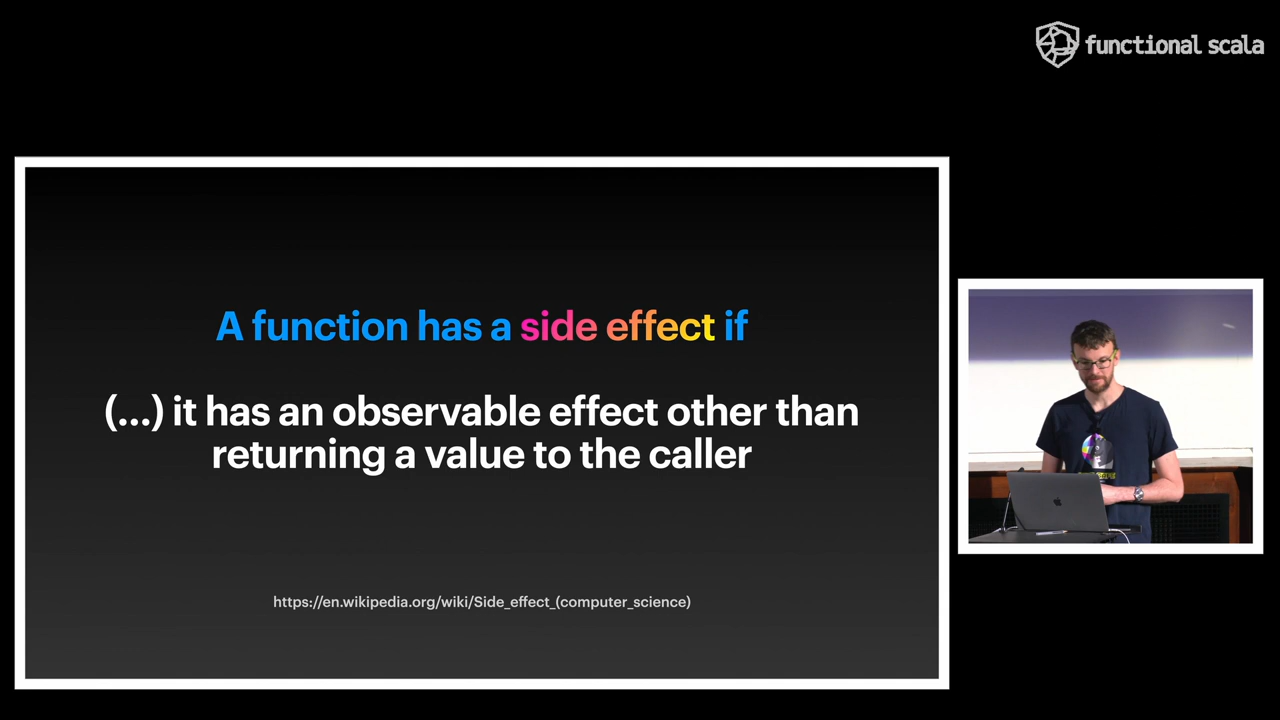 functional scala
A function has a side effect if
(...) it has an observable effect other than
returning a value to the caller
https://en.wikipedia.org/wiki/Side_effect_(computer_science)